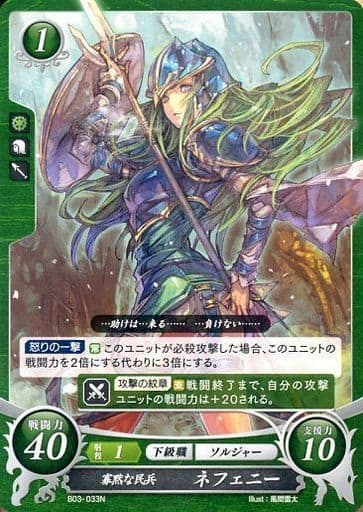 1
…助けは…来る…… …負けない……
怒りの一撃 常 このユニットが必殺攻撃した場合、このユニットの
戦闘力を2倍にする代わりに3倍にする。
攻撃の紋章 支 戦闘終了まで、自分の攻撃
ユニットの戦闘力は+20される。
戦闘力
40
射程
1
下級職
ソルジャー
支援力
10
寡黙な民兵
ネフェニー
B03-033N
Illust：風間雷太